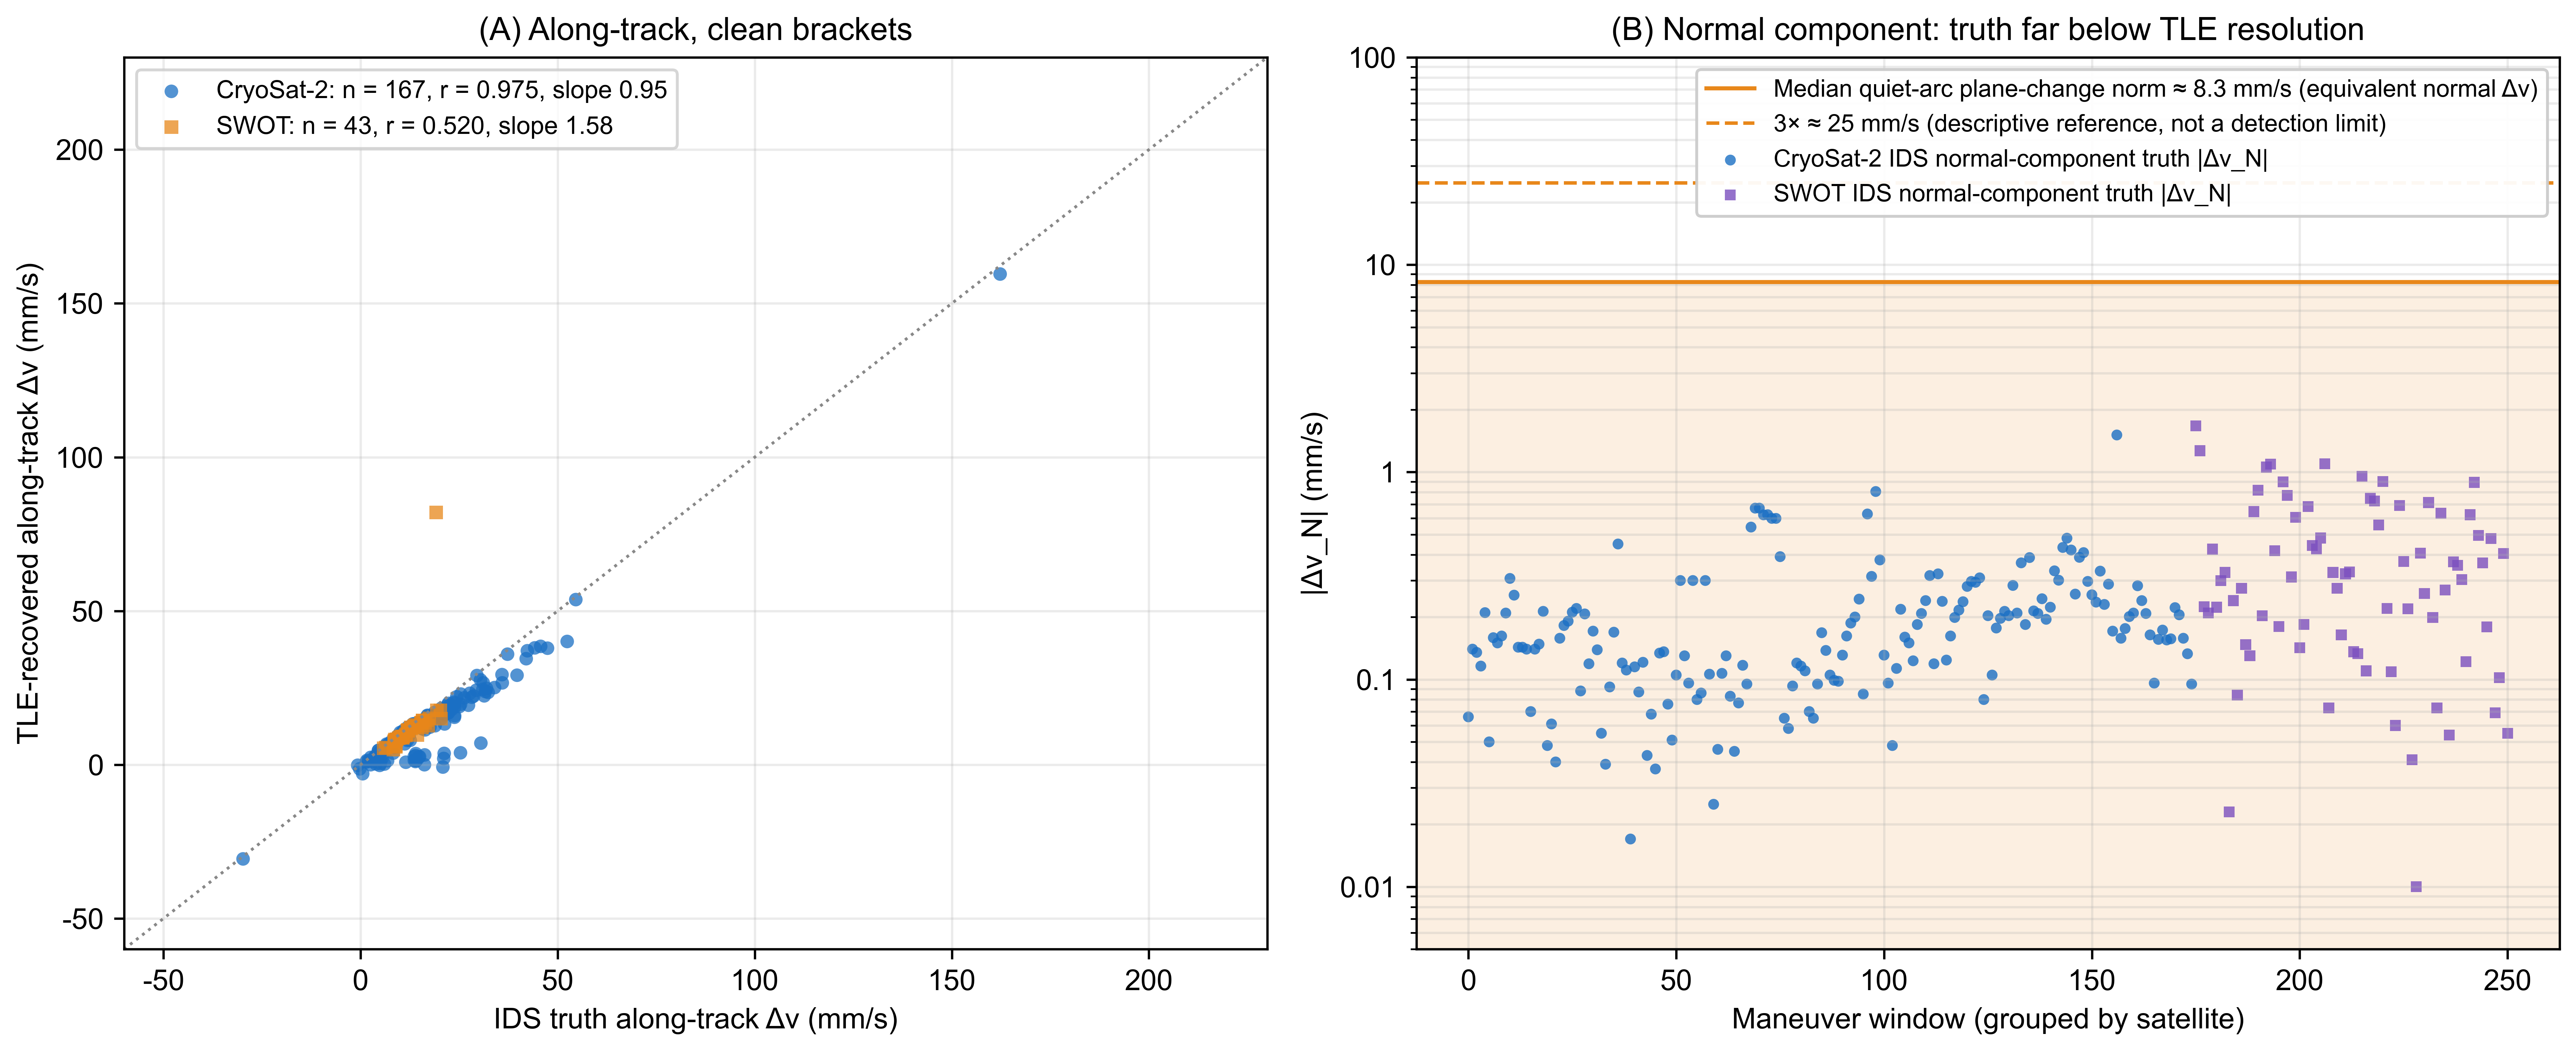 (A) Along-track, clean brackets
CryoSat-2: n = 167, r = 0.975, slope 0.95
SWOT: n = 43, r = 0.520, slope 1.58
TLE-recovered along-track Δv (mm/s)
200
150
100
50
0
-50
-50
0
50
100
150
200
IDS truth along-track Δv (mm/s)
(B) Normal component: truth far below TLE resolution
Median quiet-arc plane-change norm ≈ 8.3 mm/s (equivalent normal Δv)
3× ≈ 25 mm/s (descriptive reference, not a detection limit)
CryoSat-2 IDS normal-component truth |Δv_N|
SWOT IDS normal-component truth |Δv_N|
|Δv_N| (mm/s)
100
10
1
0.1
0.01
0
50
100
150
200
250
Maneuver window (grouped by satellite)